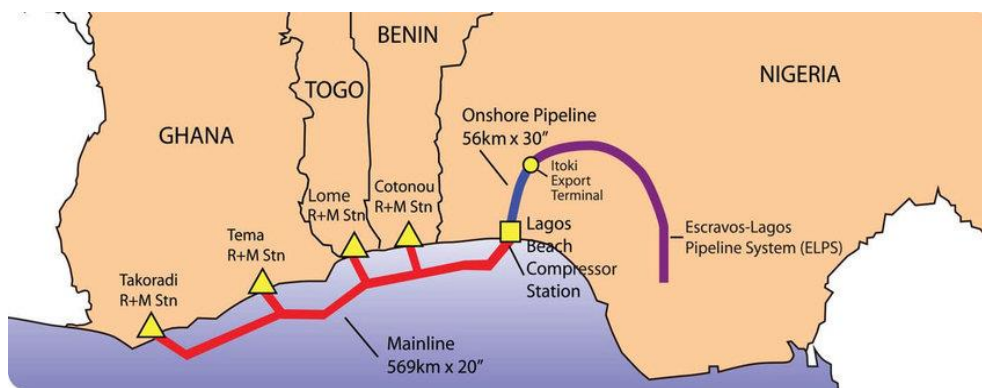 BENIN
TOGO
NIGERIA
GHANA
Onshore Pipeline
56km x 30”
Itoki
Export
Terminal
Lome
R+M Stn
Cotonou
R+M Stn
Tema
R+M Stn
Lagos
Beach
Compressor
Station
Escravos-Lagos
Pipeline System (ELPS)
Takoradi
R+M Stn
Mainline
569km x 20”